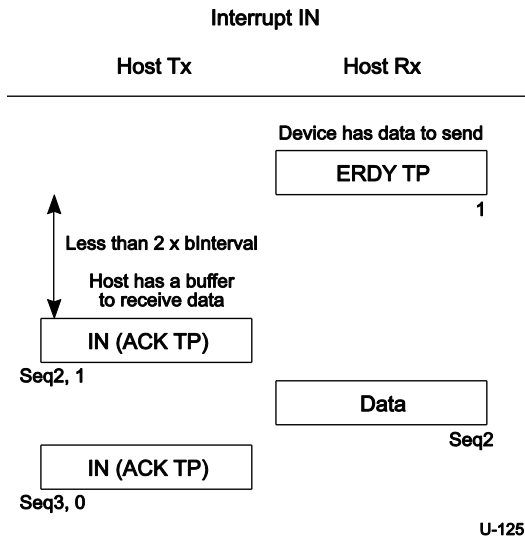 Interrupt IN
Host Tx
Host Rx
Device has data to send
ERDY TP
1
Less than 2 x bInterval
Host has a buffer
to receive data
IN (ACK TP)
Seq2, 1
Data
Seq2
IN (ACK TP)
Seq3, 0
U-125